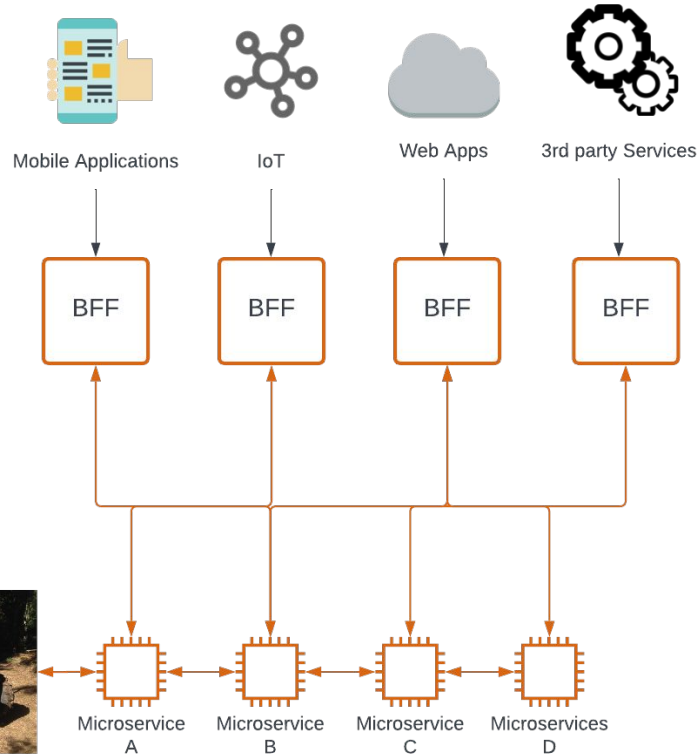 Mobile Applications
IoT
Web Apps
3rd party Services
BFF
BFF
BFF
BFF
Microservice
A
Microservice
B
Microservice
C
Microservices
D